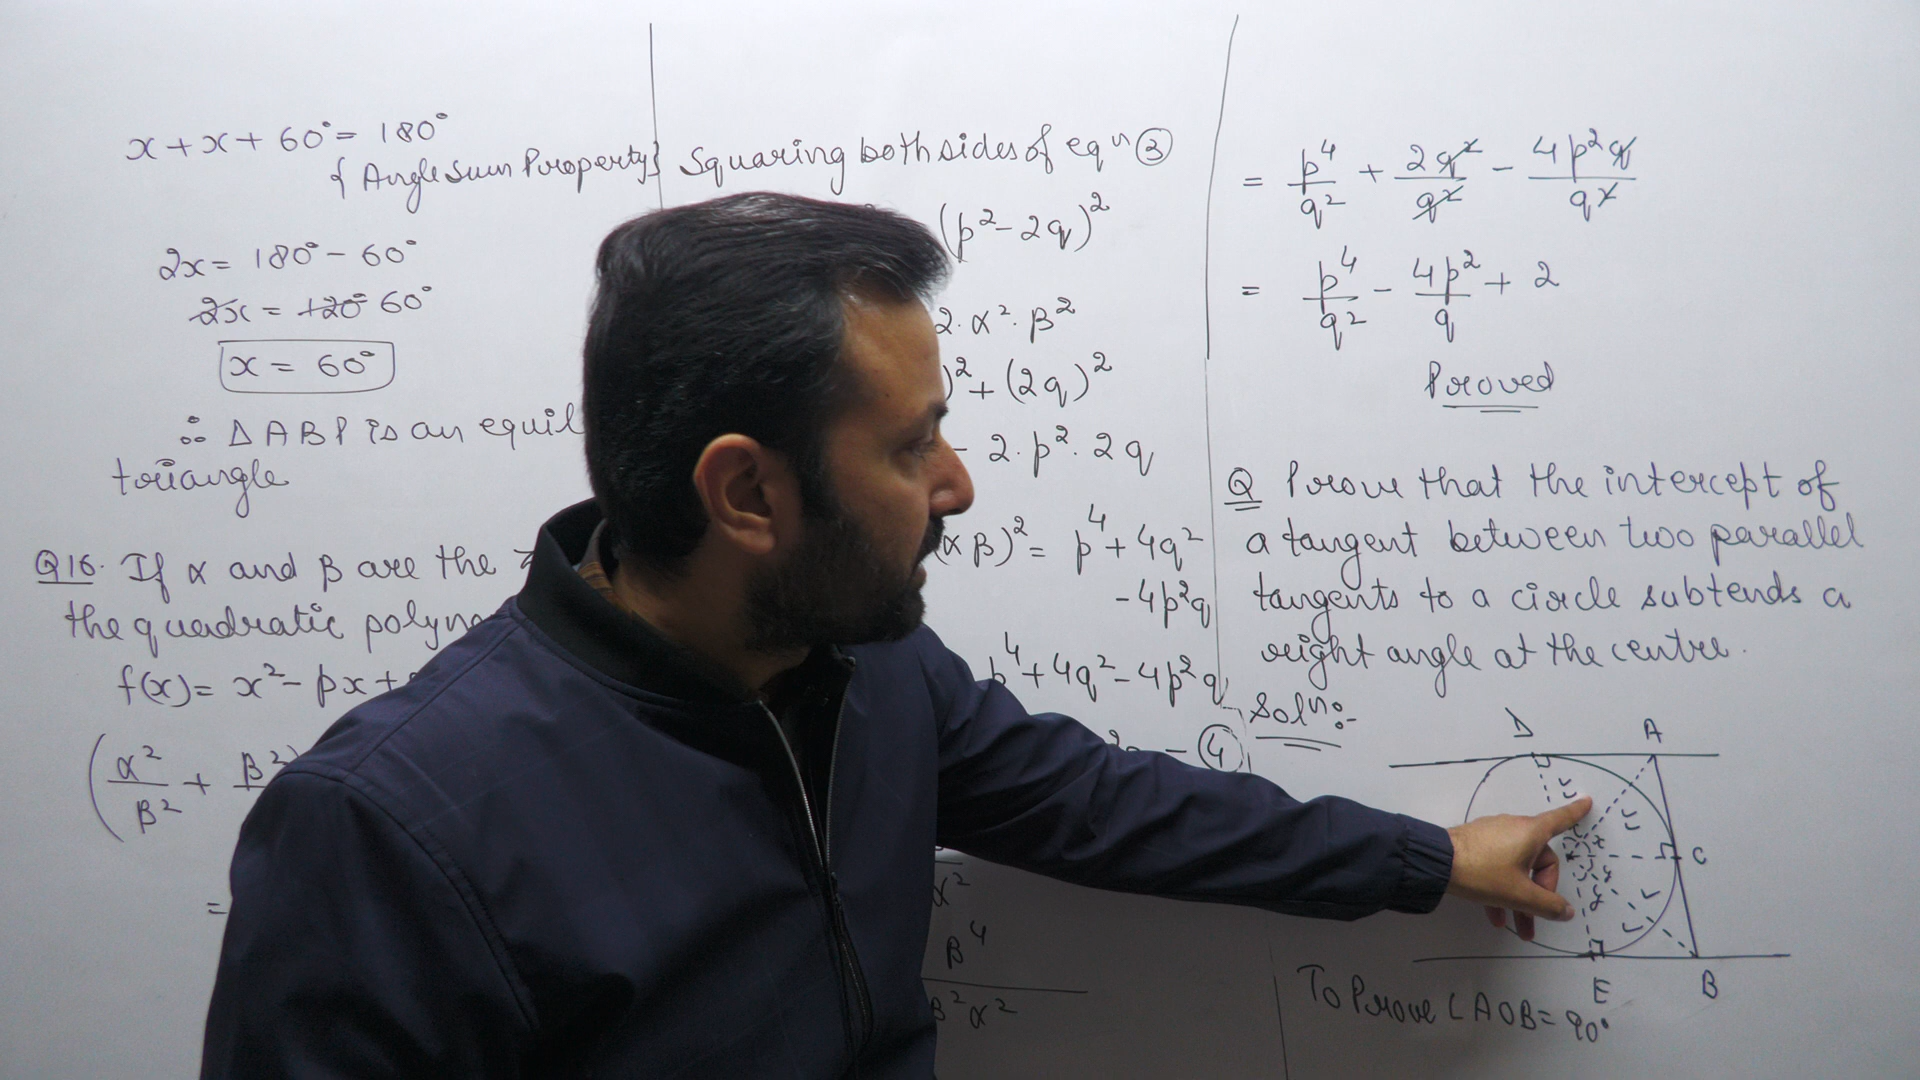 x + x + 60° = 180°
{Angle Sum Property}
2x = 180° - 60°
2x = 120° 60°
x = 60°
∴ Δ ABP is an equil
triangle
Q16. If α and β are the
the quadratic polyno
f(x) = x² - px +
(α²/β² + β²
=
Squaring both sides of eqⁿ ③
(p² - 2q)²
2.α².β²
)² + (2q)²
- 2.p².2q
αβ)² = p⁴ + 4q²
- 4p²q
p⁴ + 4q² - 4p²q
- ④
α²
β⁴
β²α²
= p⁴/q² + 2q²/q² - 4p²q/q²
= p⁴/q² - 4p²/q + 2
Proved
Q Prove that the intercept of
a tangent between two parallel
tangents to a circle subtends a
right angle at the centre.
Solⁿ:-
D A
x
C
y
y
E B
To Prove ∠AOB = 90°